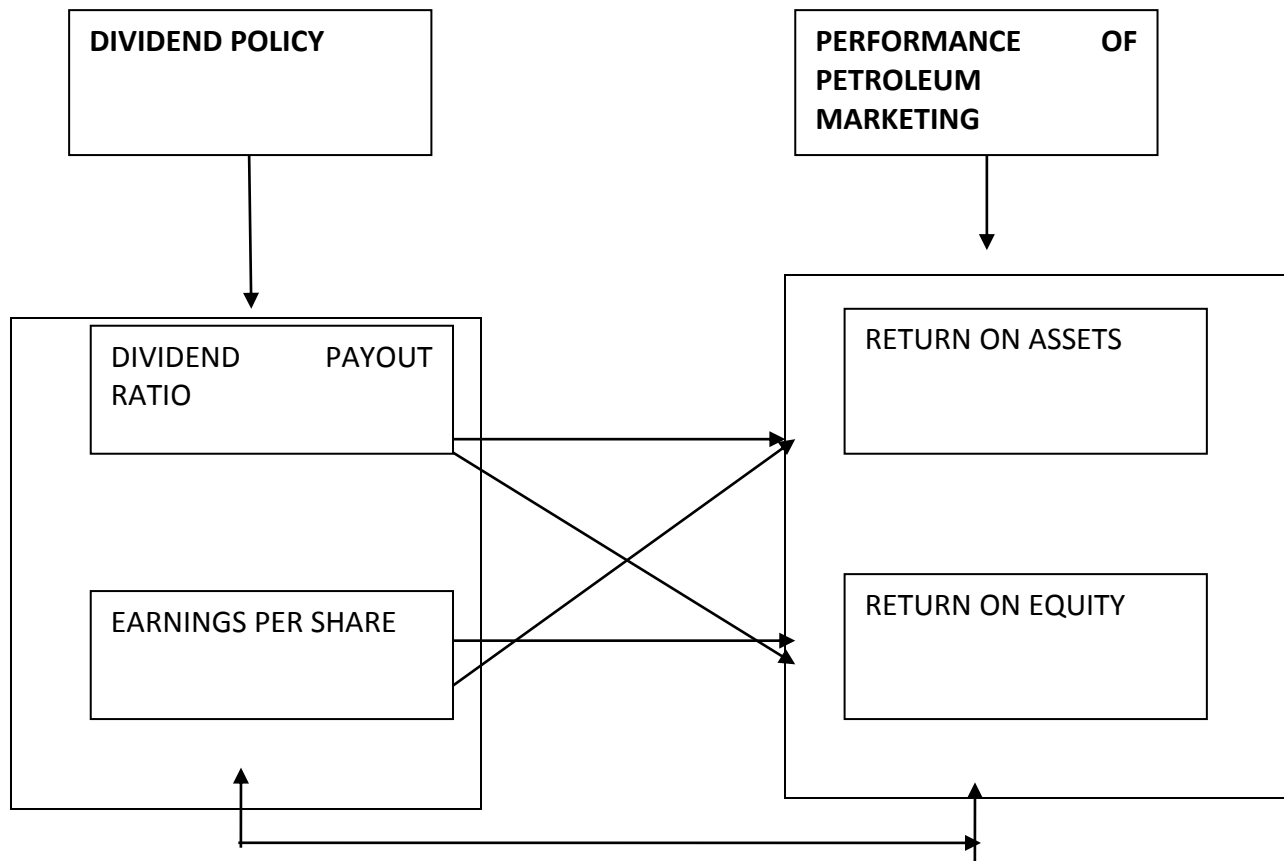 DIVIDEND POLICY
PERFORMANCE OF
PETROLEUM
MARKETING
DIVIDEND PAYOUT
RATIO
RETURN ON ASSETS
EARNINGS PER SHARE
RETURN ON EQUITY